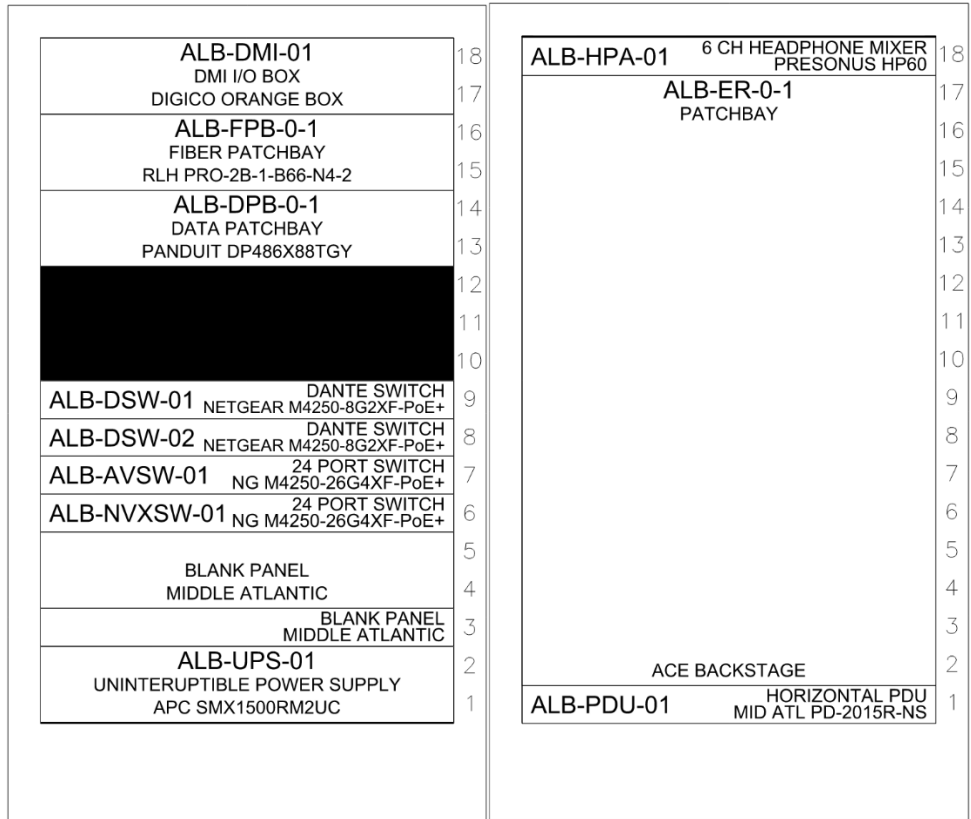 ALB-DMI-01
DMI I/O BOX
DIGICO ORANGE BOX
18
17
ALB-FPB-0-1
FIBER PATCHBAY
RLH PRO-2B-1-B66-N4-2
16
15
ALB-DPB-0-1
DATA PATCHBAY
PANDUIT DP486X88TGY
14
13
12
11
10
ALB-DSW-01
DANTE SWITCH
NETGEAR M4250-8G2XF-PoE+
9
ALB-DSW-02
DANTE SWITCH
NETGEAR M4250-8G2XF-PoE+
8
ALB-AVSW-01
24 PORT SWITCH
NG M4250-26G4XF-PoE+
7
ALB-NVXSW-01
24 PORT SWITCH
NG M4250-26G4XF-PoE+
6
5
BLANK PANEL
MIDDLE ATLANTIC
4
BLANK PANEL
MIDDLE ATLANTIC
3
ALB-UPS-01
UNINTERUPTIBLE POWER SUPPLY
APC SMX1500RM2UC
2
1
ALB-HPA-01
6 CH HEADPHONE MIXER
PRESONUS HP60
18
ALB-ER-0-1
PATCHBAY
17
16
15
14
13
12
11
10
9
8
7
6
5
4
3
2
ACE BACKSTAGE
ALB-PDU-01
HORIZONTAL PDU
MID ATL PD-2015R-NS
1